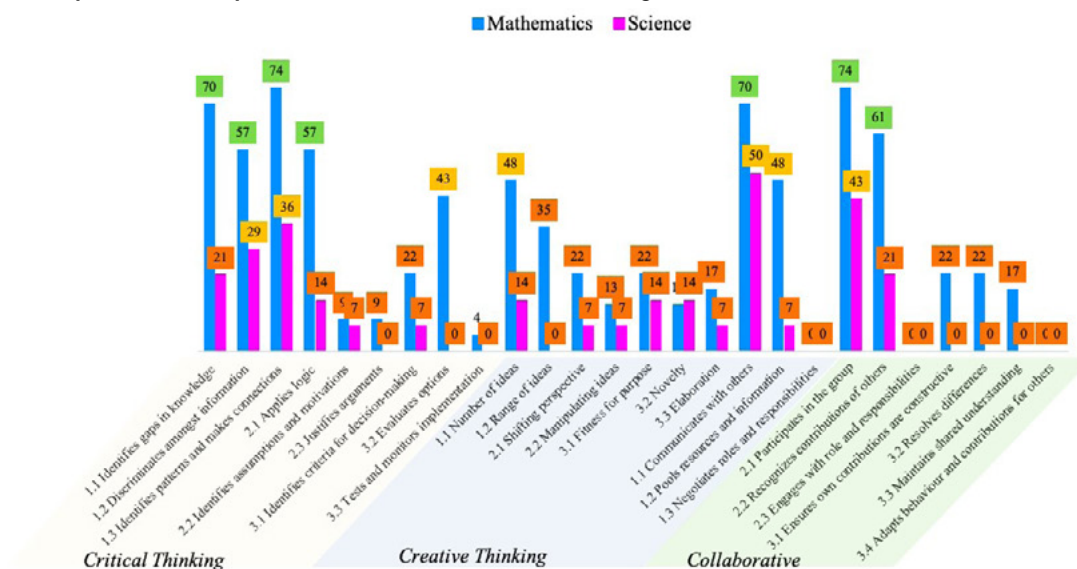 Mathematics Science
70
21
57
29
74
36
57
14
9
7
9
0
22
7
43
0
4
0
48
14
35
0
22
7
13
7
22
14
14
17
7
70
50
48
7
0
0
74
43
61
21
0
0
22
0
22
0
17
0
0
0
1.1 Identifies gaps in knowledge
1.2 Discriminates amongst information
1.3 Identifies patterns and makes connections
2.1 Applies logic
2.2 Identifies assumptions and motivations
2.3 Justifies arguments
3.1 Identifies criteria for decision-making
3.2 Evaluates options
3.3 Tests and monitors implementation
1.1 Number of ideas
1.2 Range of ideas
2.1 Shifting perspective
2.2 Manipulating ideas
3.1 Fitness for purpose
3.2 Novelty
3.3 Elaboration
1.1 Communicates with others
1.2 Pools resources and information
1.3 Negotiates roles and responsibilities
2.1 Participates in the group
2.2 Recognizes contributions of others
2.3 Engages with role and responsibilities
3.1 Ensures own contributions are constructive
3.2 Resolves differences
3.3 Maintains shared understanding
3.4 Adapts behaviour and contributions for others
Critical Thinking
Creative Thinking
Collaborative